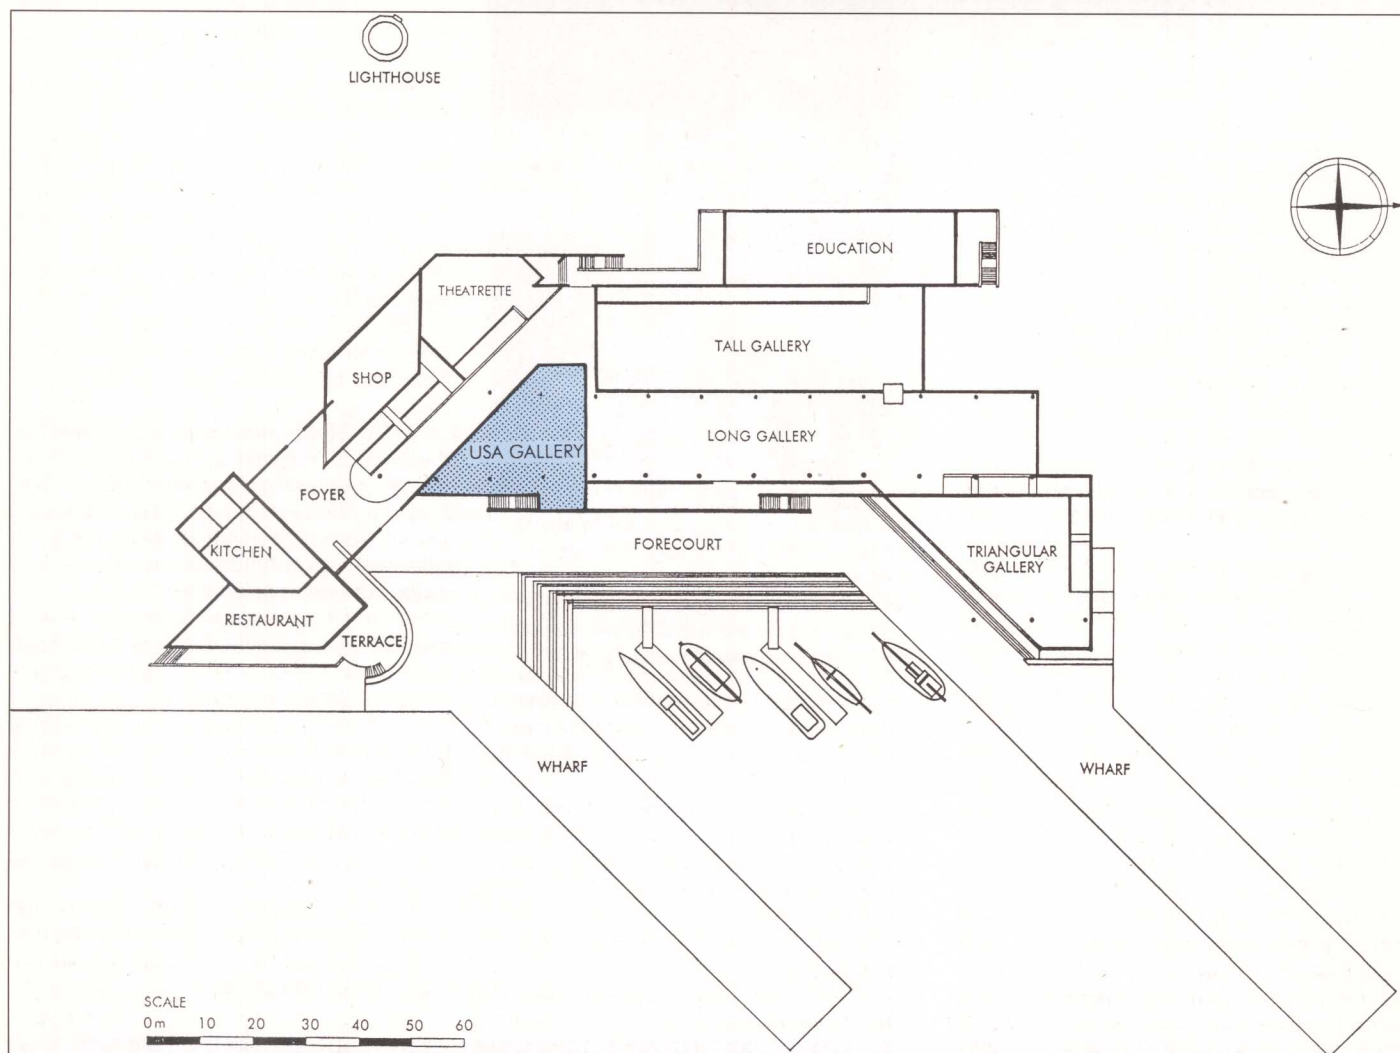 LIGHTHOUSE
EDUCATION
THEATRETTE
TALL GALLERY
SHOP
LONG GALLERY
USA GALLERY
FOYER
FORECOURT
KITCHEN
TRIANGULAR
GALLERY
RESTAURANT
TERRACE
WHARF
WHARF
SCALE
0m 10 20 30 40 50 60